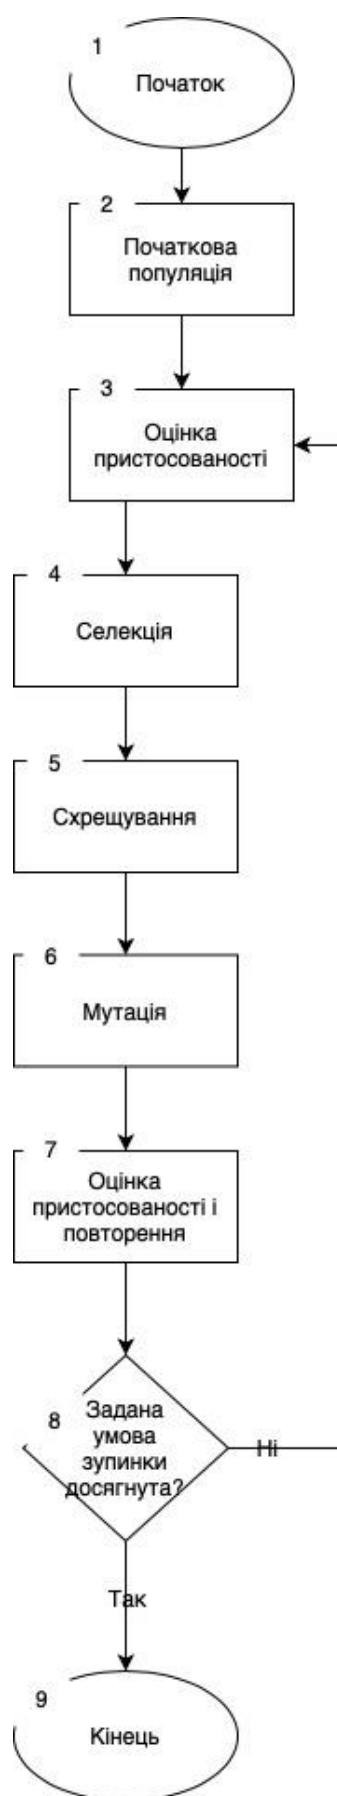 1
Початок
2
Початкова
популяція
3
Оцінка
пристосованості
4
Селекція
5
Схрещування
6
Мутація
7
Оцінка
пристосованості і
повторення
8
Задана
умова
зупинки
досягнута?
Ні
Так
9
Кінець